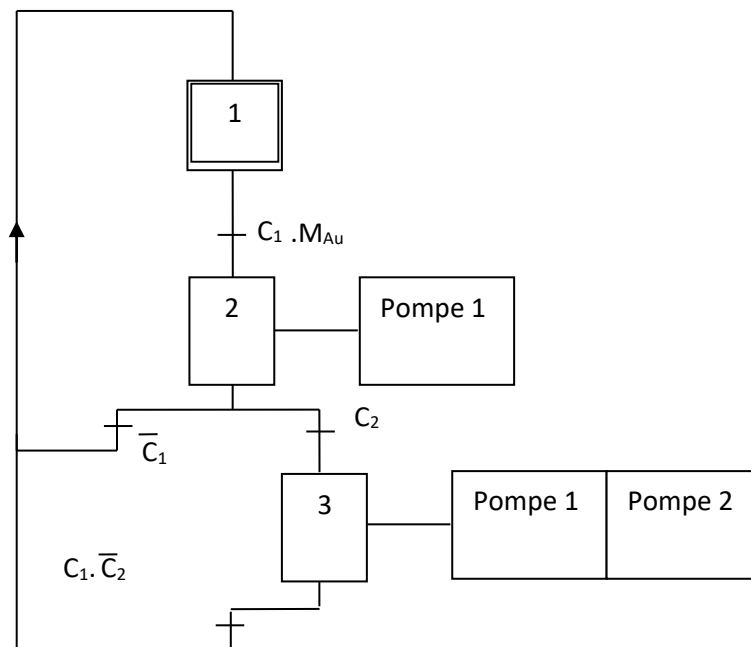 1
C₁ .M_Au
2
Pompe 1
C₂
C̅₁
3
Pompe 1
Pompe 2
C₁. C̅₂